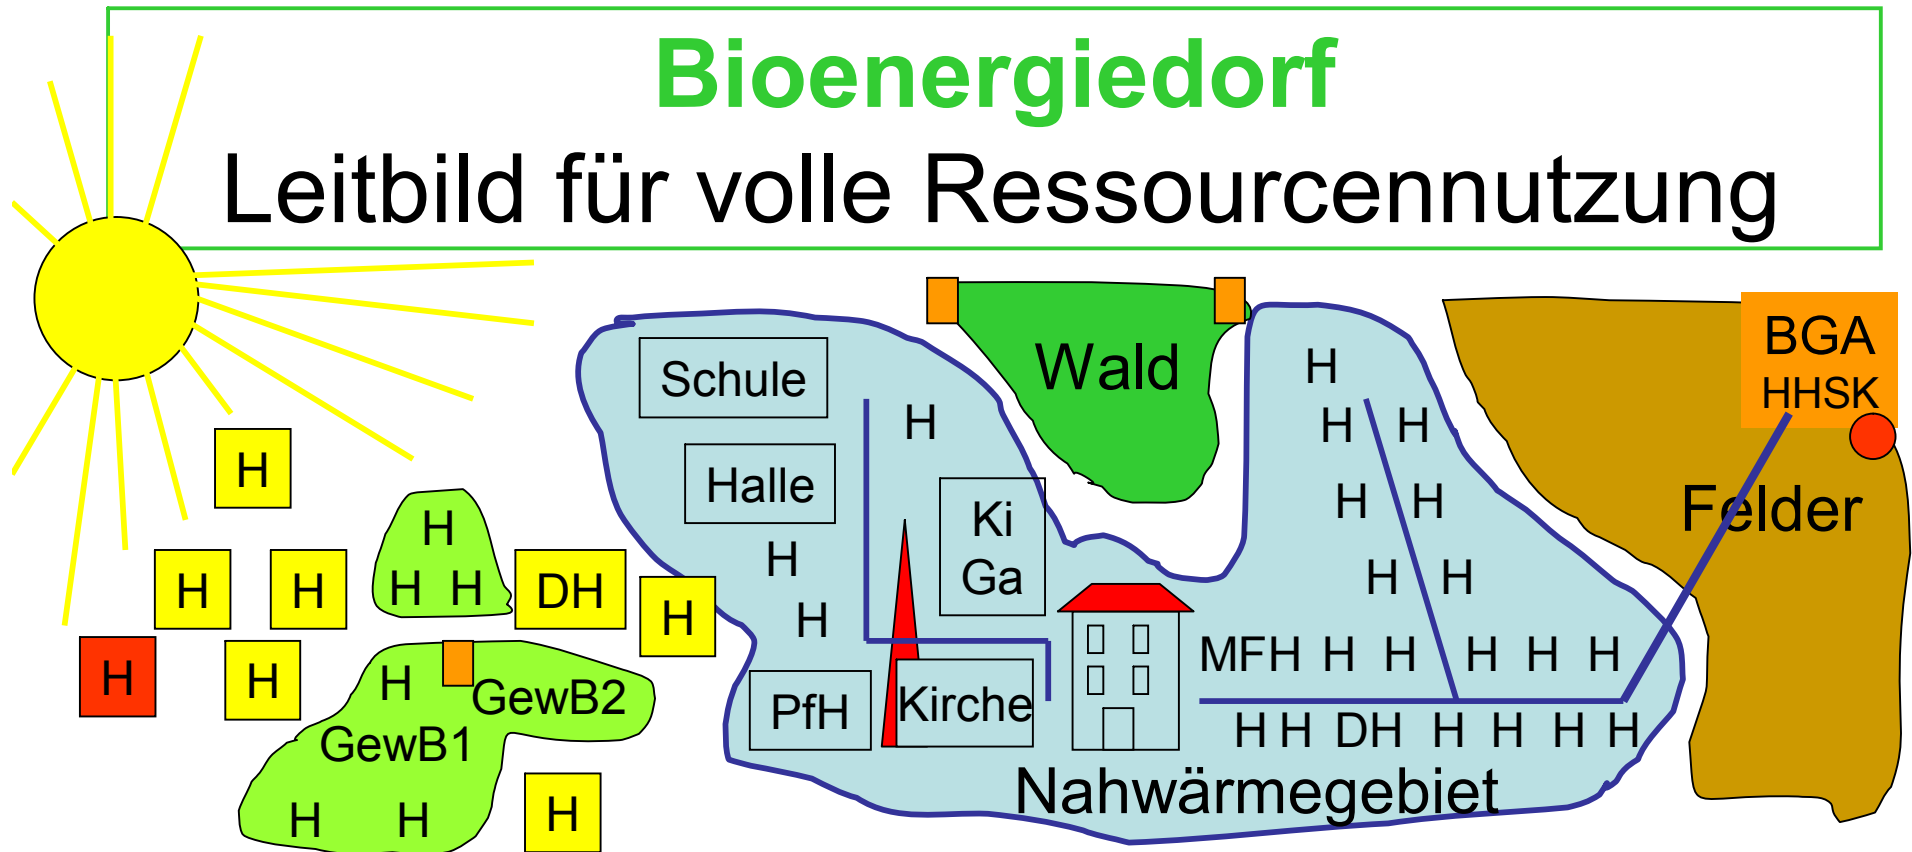 Bioenergiedorf
Leitbild für volle Ressourcennutzung
BGA
HHSK
Wald
Schule
H
H
H
H H
H
Halle
H H
Ki
Ga
Felder
H
H
H H
H
H H
H H
DH
H
H
H
H
H
MFH H H H H H
H
GewB2
PfH
Kirche
GewB1
H H DH H H H H
Nahwärmegebiet
H H
H